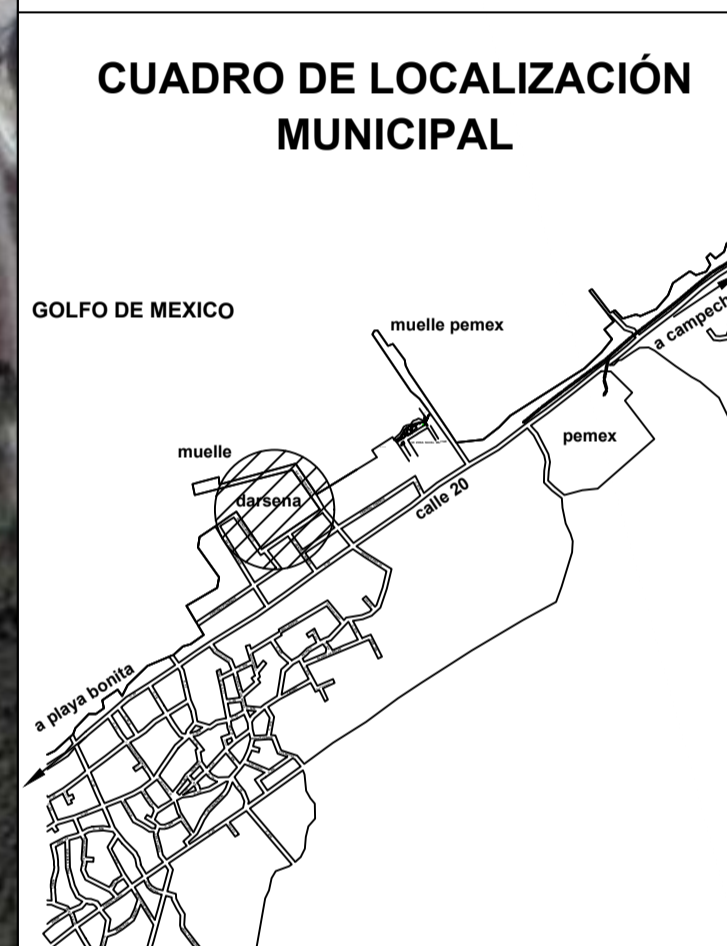 CUADRO DE LOCALIZACIÓN
MUNICIPAL
GOLFO DE MEXICO
muelle pemex
a campech
muelle
pemex
darsena
calle 20
a playa bonita